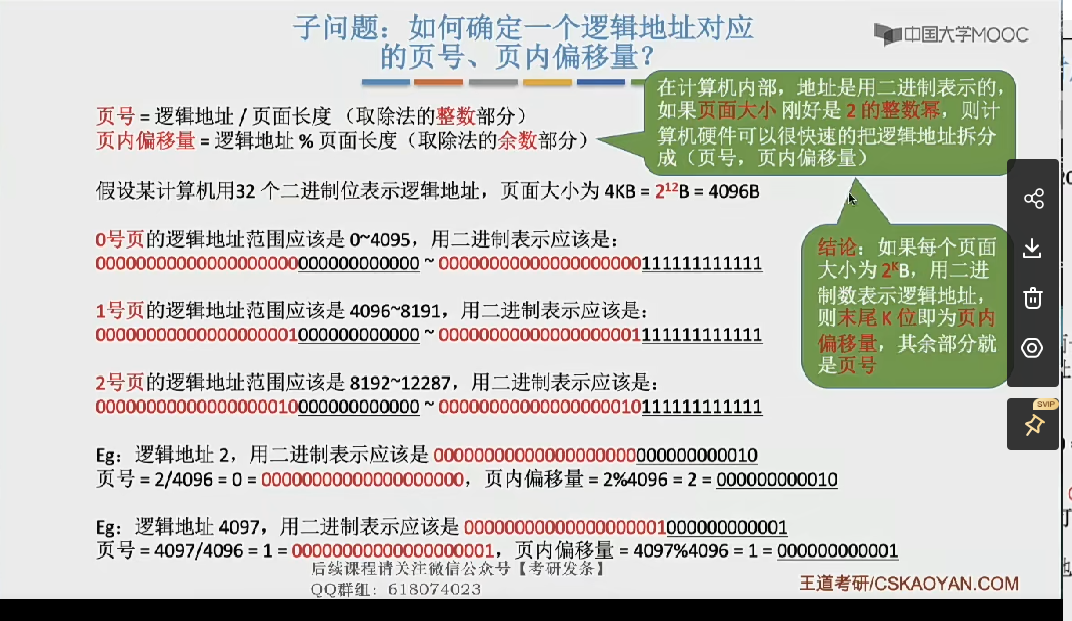 子问题：如何确定一个逻辑地址对应
的页号、页内偏移量？
中国大学MOOC
页号 = 逻辑地址 / 页面长度 （取除法的整数部分）
页内偏移量 = 逻辑地址 % 页面长度（取除法的余数部分）
在计算机内部，地址是用二进制表示的，
如果页面大小 刚好是 2 的整数幂，则计
算机硬件可以很快速的把逻辑地址拆分
成（页号，页内偏移量）
假设某计算机用32 个二进制位表示逻辑地址，页面大小为 4KB = 2¹²B = 4096B
0号页的逻辑地址范围应该是 0~4095，用二进制表示应该是：
00000000000000000000000000000000 ~ 00000000000000000000111111111111
1号页的逻辑地址范围应该是 4096~8191，用二进制表示应该是：
00000000000000000001000000000000 ~ 00000000000000000001111111111111
2号页的逻辑地址范围应该是 8192~12287，用二进制表示应该是：
00000000000000000010000000000000 ~ 00000000000000000010111111111111
结论：如果每个页面
大小为 2ᴷB，用二进
制数表示逻辑地址，
则末尾 K 位即为页内
偏移量，其余部分就
是页号
Eg：逻辑地址 2，用二进制表示应该是 00000000000000000000000000000010
页号 = 2/4096 = 0 = 00000000000000000000，页内偏移量 = 2%4096 = 2 = 000000000010
Eg：逻辑地址 4097，用二进制表示应该是 00000000000000000001000000000001
页号 = 4097/4096 = 1 = 00000000000000000001，页内偏移量 = 4097%4096 = 1 = 000000000001
后续课程请关注微信公众号【考研发条】
QQ群组：618074023
王道考研/CSKAOYAN.COM
SVIP